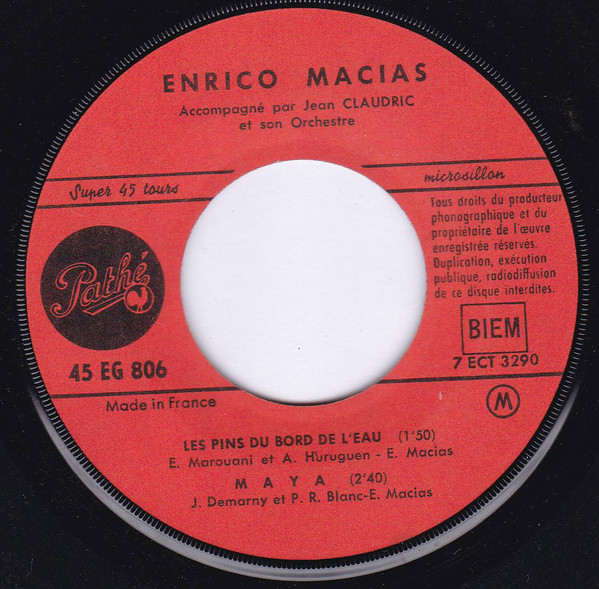 ENRICO MACIAS
Accompagné par Jean CLAUDRIC
et son Orchestre
Super 45 tours
microsillon
Tous droits du producteur
phonographique et du
propriétaire de l'œuvre
enregistrée réservés.
Duplication, exécution
publique, radiodiffusion
de ce disque interdites.
Pathé
45 EG 806
BIEM
7 ECT 3290
Made in France
M
LES PINS DU BORD DE L'EAU (1'50)
E. Marouani et A. Huruguen - E. Macias
MAYA (2'40)
J. Demarny et P. R. Blanc-E. Macias